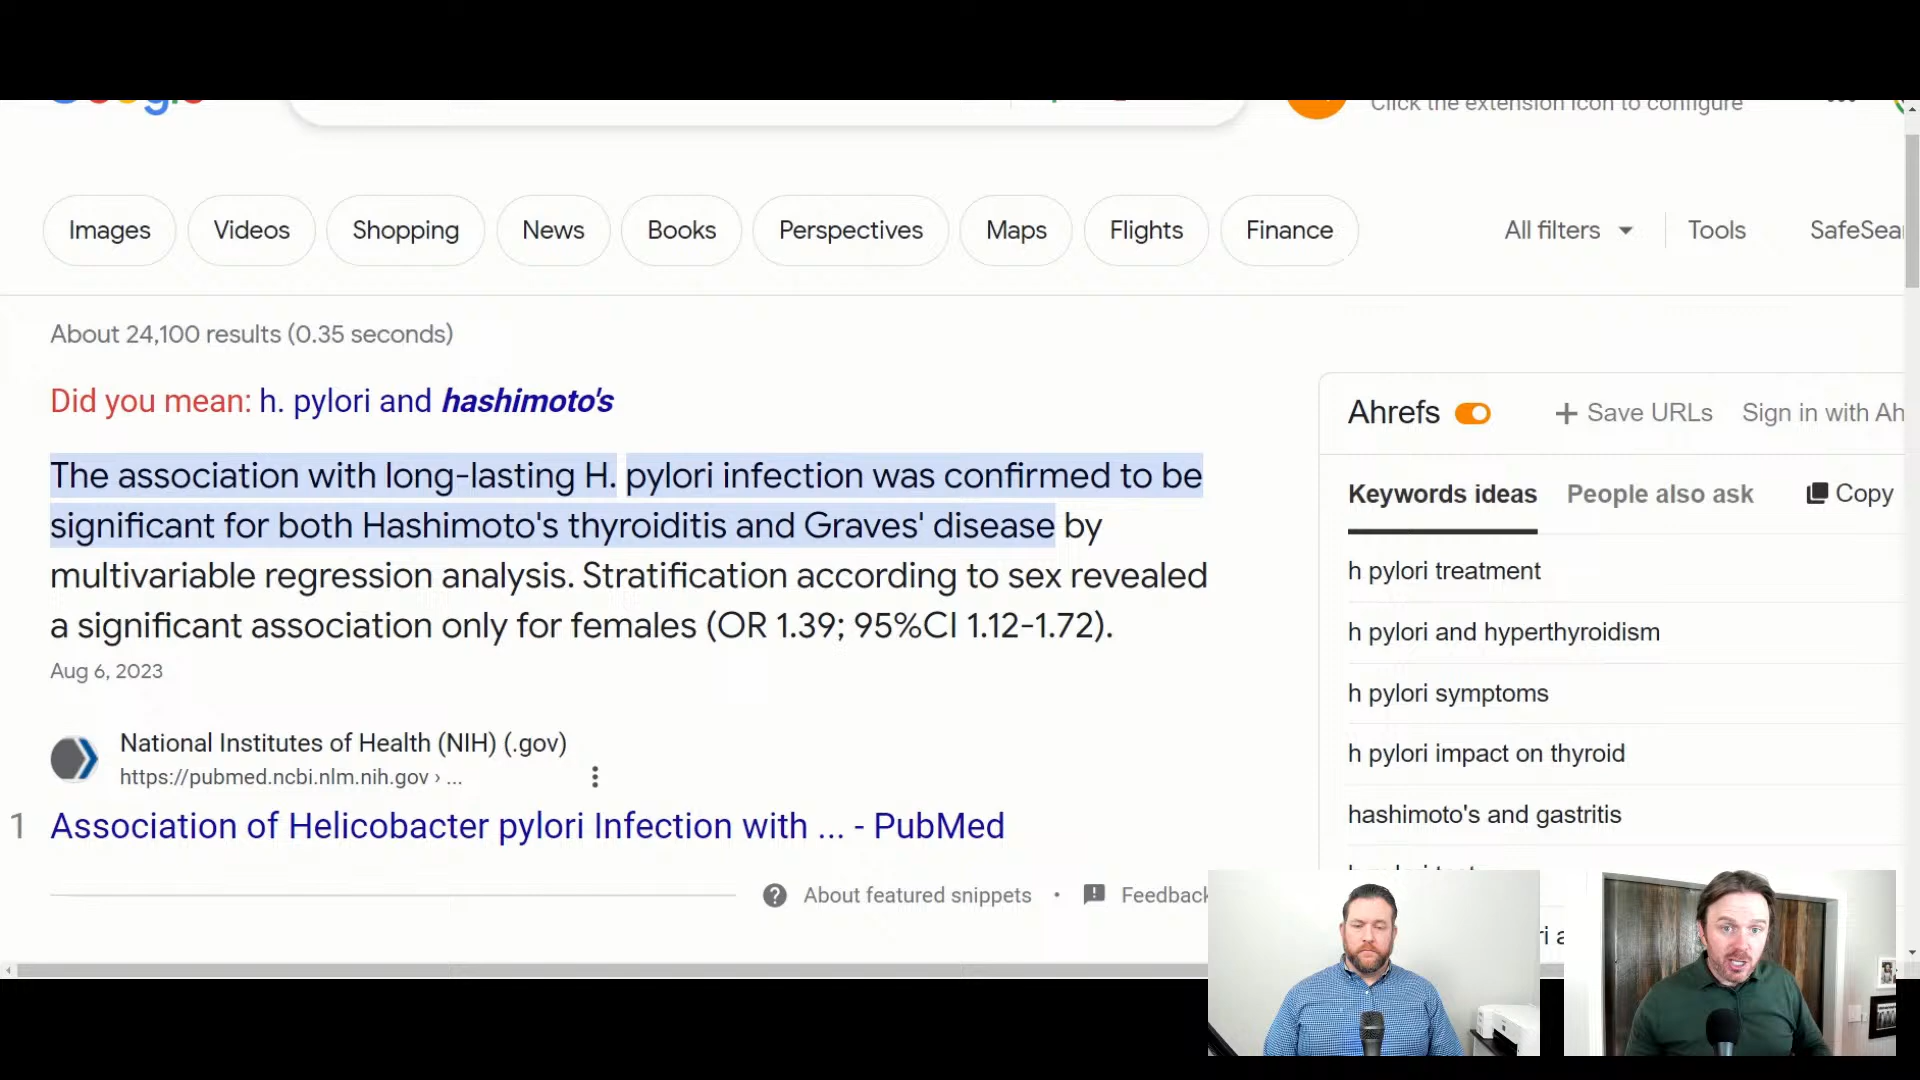 Click the extension icon to configure
Images Videos Shopping News Books Perspectives Maps Flights Finance All filters Tools
About 24,100 results (0.35 seconds)
Did you mean: h. pylori and hashimoto's
The association with long-lasting H. pylori infection was confirmed to be
significant for both Hashimoto's thyroiditis and Graves' disease by
multivariable regression analysis. Stratification according to sex revealed
a significant association only for females (OR 1.39; 95%CI 1.12-1.72).
Aug 6, 2023
National Institutes of Health (NIH) (.gov)
https://pubmed.ncbi.nlm.nih.gov › ...
1 Association of Helicobacter pylori Infection with ... - PubMed
About featured snippets • Feedback
Ahrefs + Save URLs Sign in with Ah
Keywords ideas People also ask Copy
h pylori treatment
h pylori and hyperthyroidism
h pylori symptoms
h pylori impact on thyroid
hashimoto's and gastritis